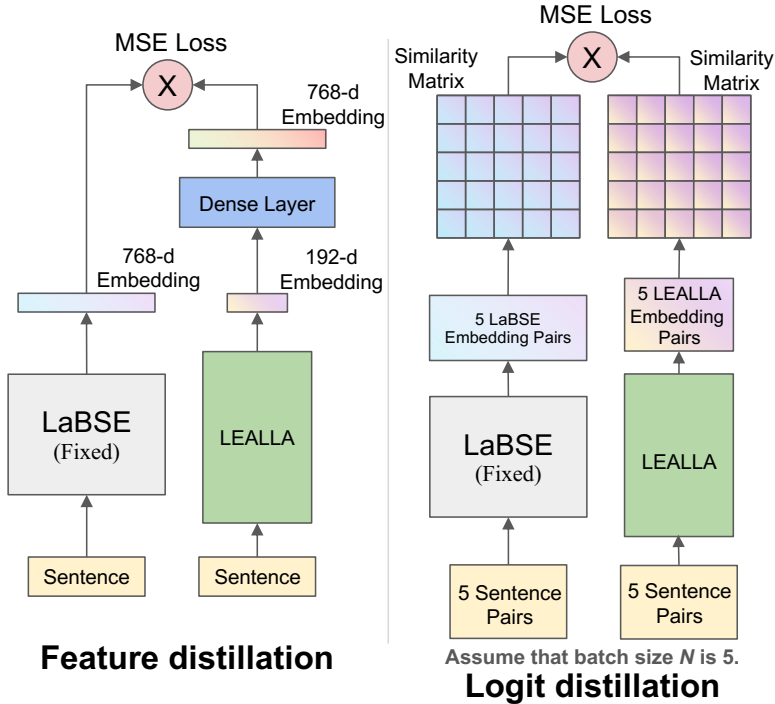 MSE Loss
X
768-d
Embedding
Dense Layer
768-d
Embedding
192-d
Embedding
LaBSE
(Fixed)
LEALLA
Sentence
Sentence
Feature distillation
MSE Loss
Similarity
Matrix
X
Similarity
Matrix
5 LaBSE
Embedding Pairs
5 LEALLA
Embedding
Pairs
LaBSE
(Fixed)
LEALLA
5 Sentence
Pairs
5 Sentence
Pairs
Assume that batch size N is 5.
Logit distillation